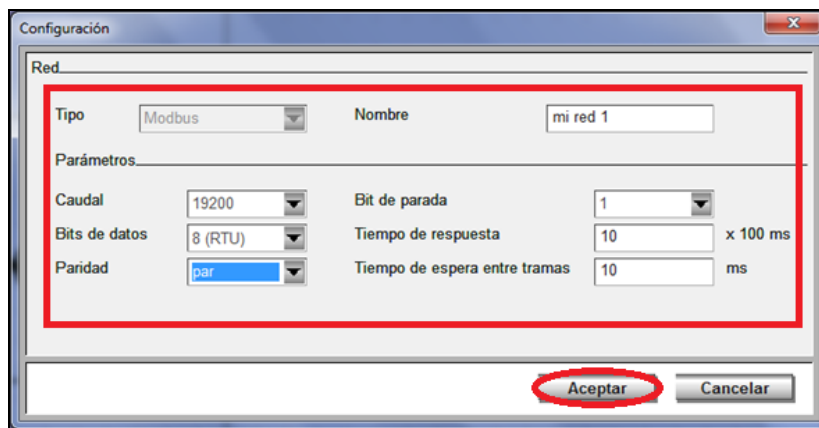 Configuración
Red
Tipo Modbus Nombre mi red 1
Parámetros
Caudal 19200 Bit de parada 1
Bits de datos 8 (RTU) Tiempo de respuesta 10 x 100 ms
Paridad par Tiempo de espera entre tramas 10 ms
Aceptar Cancelar